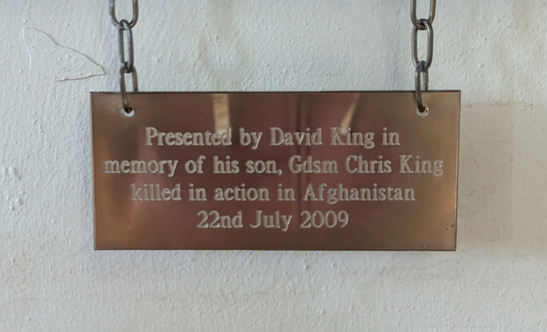 Presented by David King in
memory of his son, Gdsm Chris King
killed in action in Afghanistan
22nd July 2009